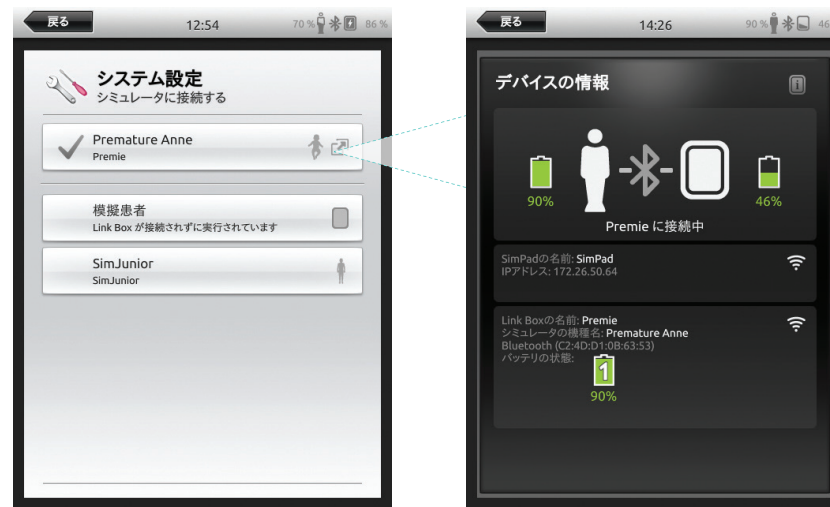 戻る
12:54
70 %
86 %
システム設定
シミュレータに接続する
Premature Anne
Premie
模擬患者
Link Box が接続されずに実行されています
SimJunior
SimJunior
戻る
14:26
90 %
46
デバイスの情報
90%
46%
Premie に接続中
SimPadの名前: SimPad
IPアドレス: 172.26.50.64
Link Boxの名前: Premie
シミュレータの機種名: Premature Anne
Bluetooth (C2:4D:D1:0B:63:53)
バッテリの状態:
1
90%